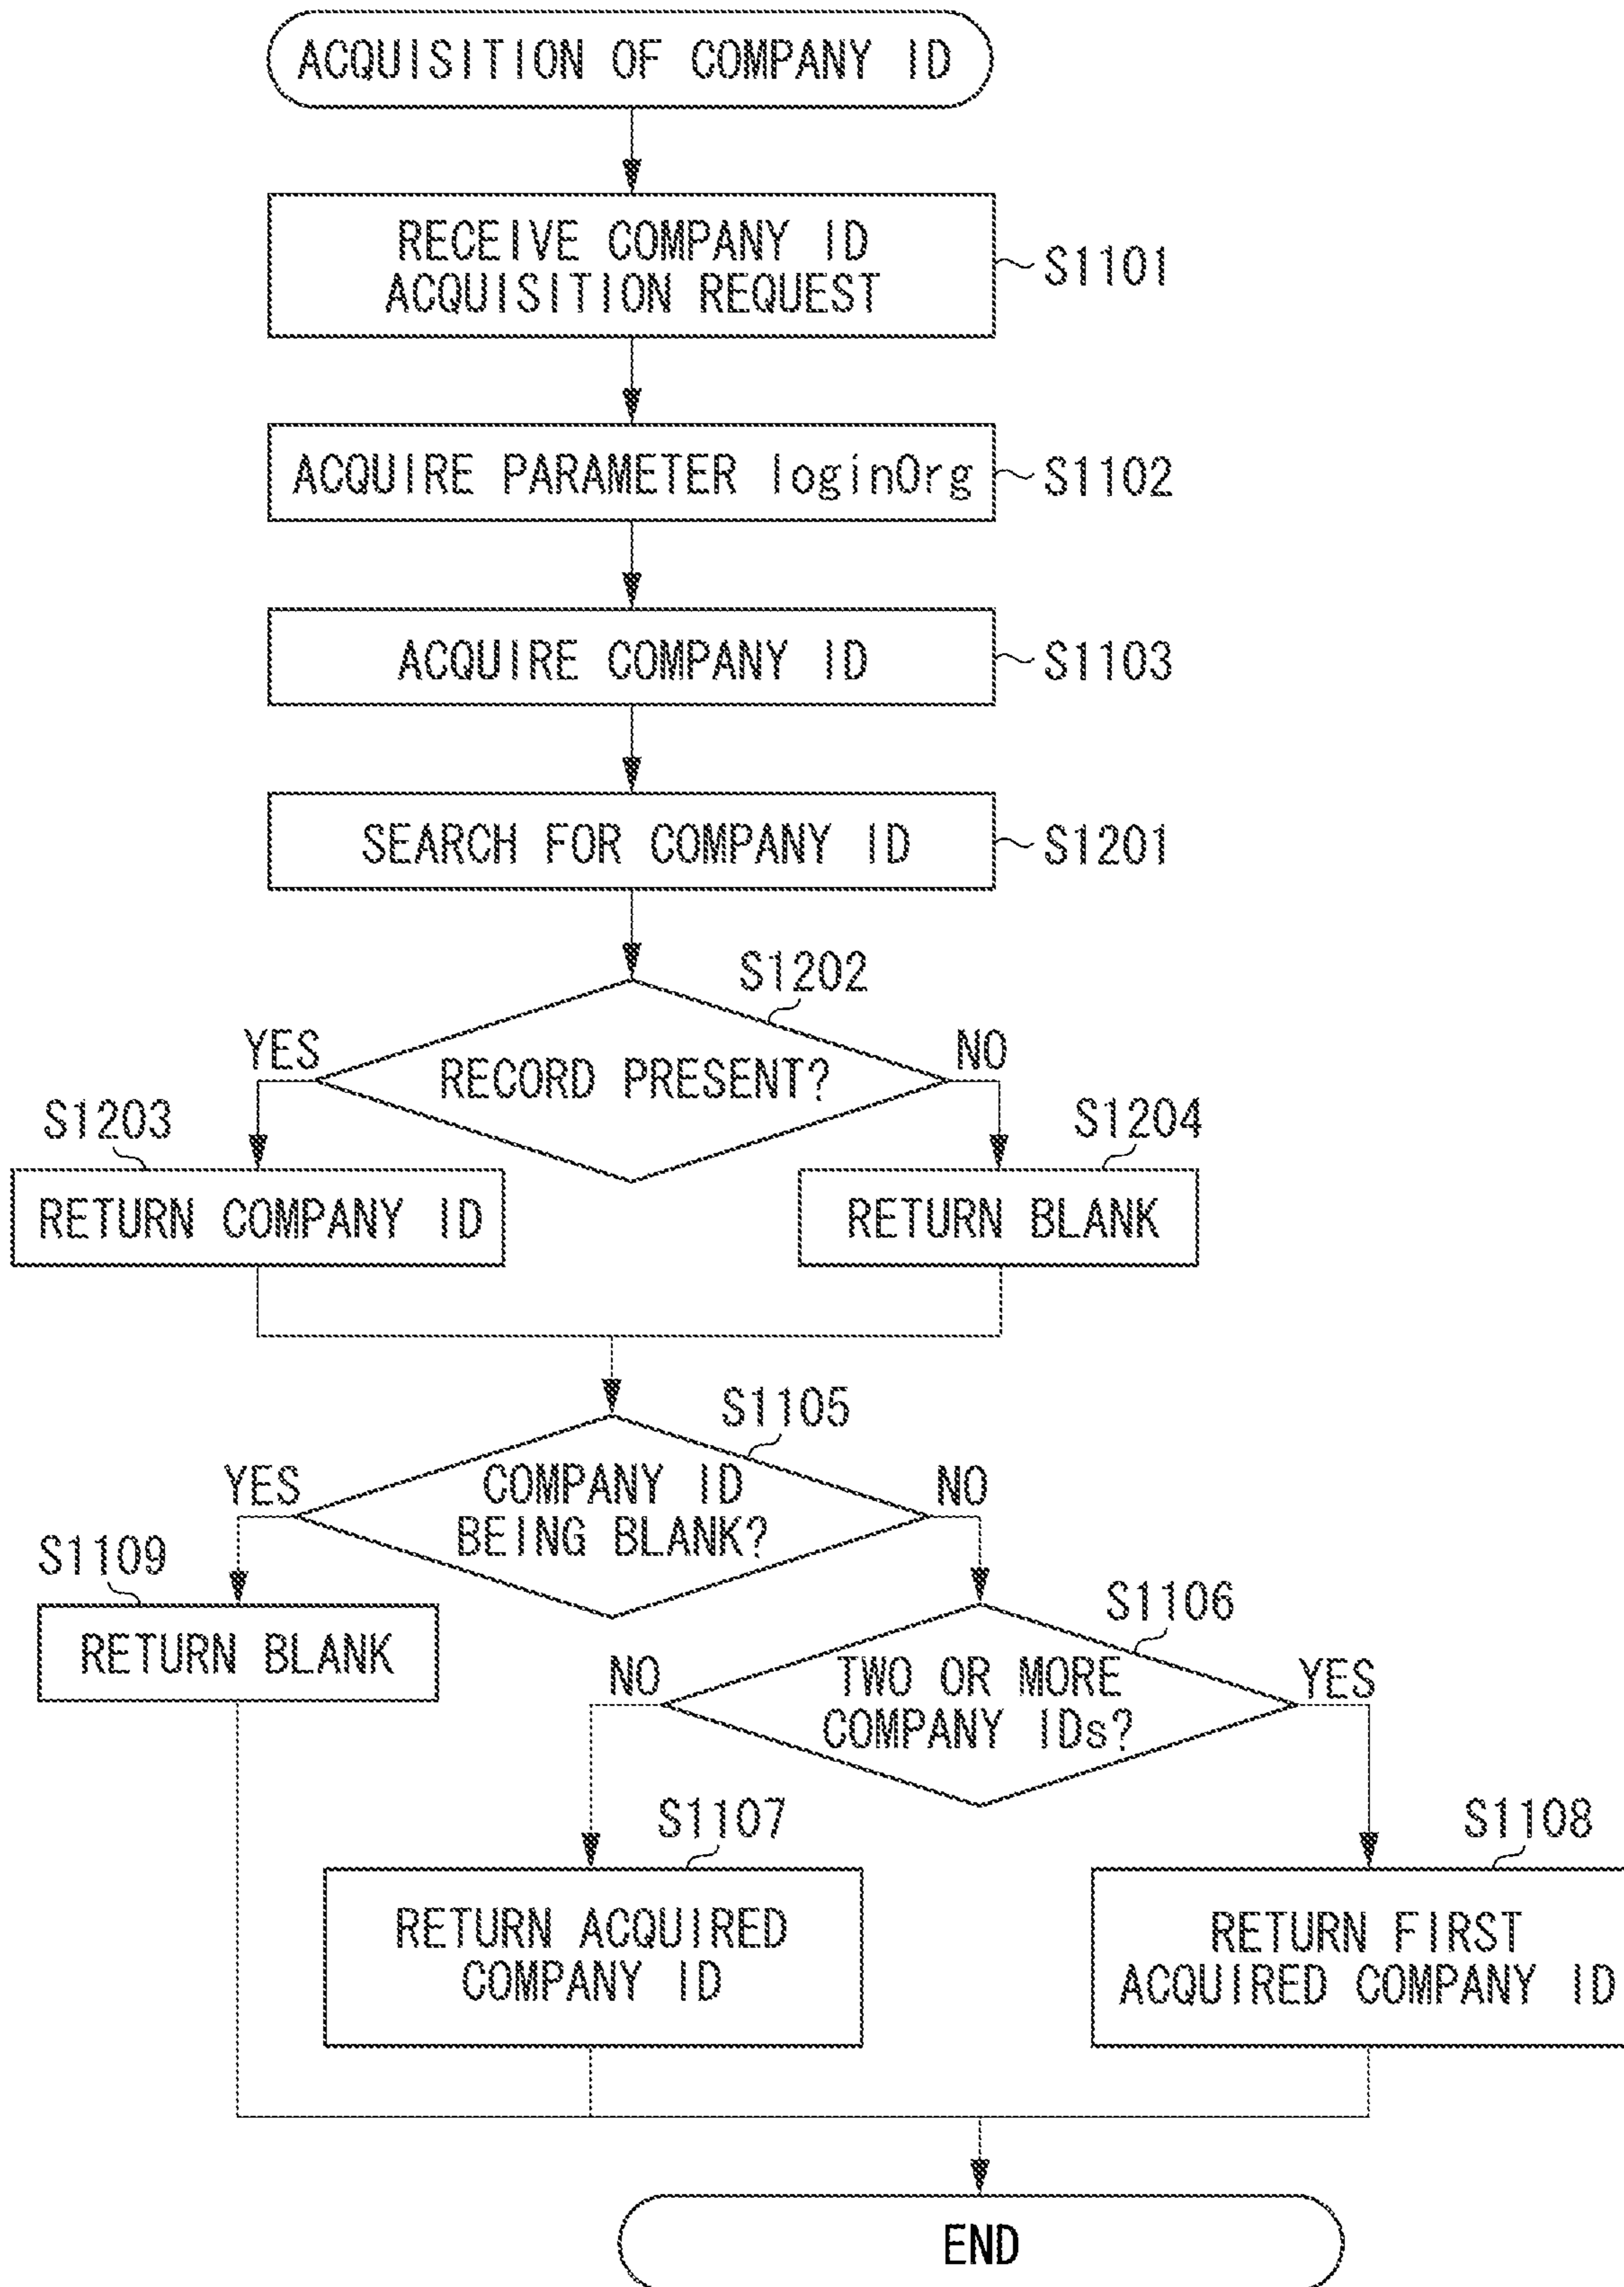 ACQUISITION OF COMPANY ID
RECEIVE COMPANY ID
ACQUISITION REQUEST
S1101
ACQUIRE PARAMETER loginOrg
S1102
ACQUIRE COMPANY ID
S1103
SEARCH FOR COMPANY ID
S1201
S1202
YES
RECORD PRESENT?
NO
S1203
S1204
RETURN COMPANY ID
RETURN BLANK
S1105
YES
COMPANY ID
BEING BLANK?
NO
S1109
RETURN BLANK
S1106
NO
TWO OR MORE
COMPANY IDs?
YES
S1107
S1108
RETURN ACQUIRED
COMPANY ID
RETURN FIRST
ACQUIRED COMPANY ID
END